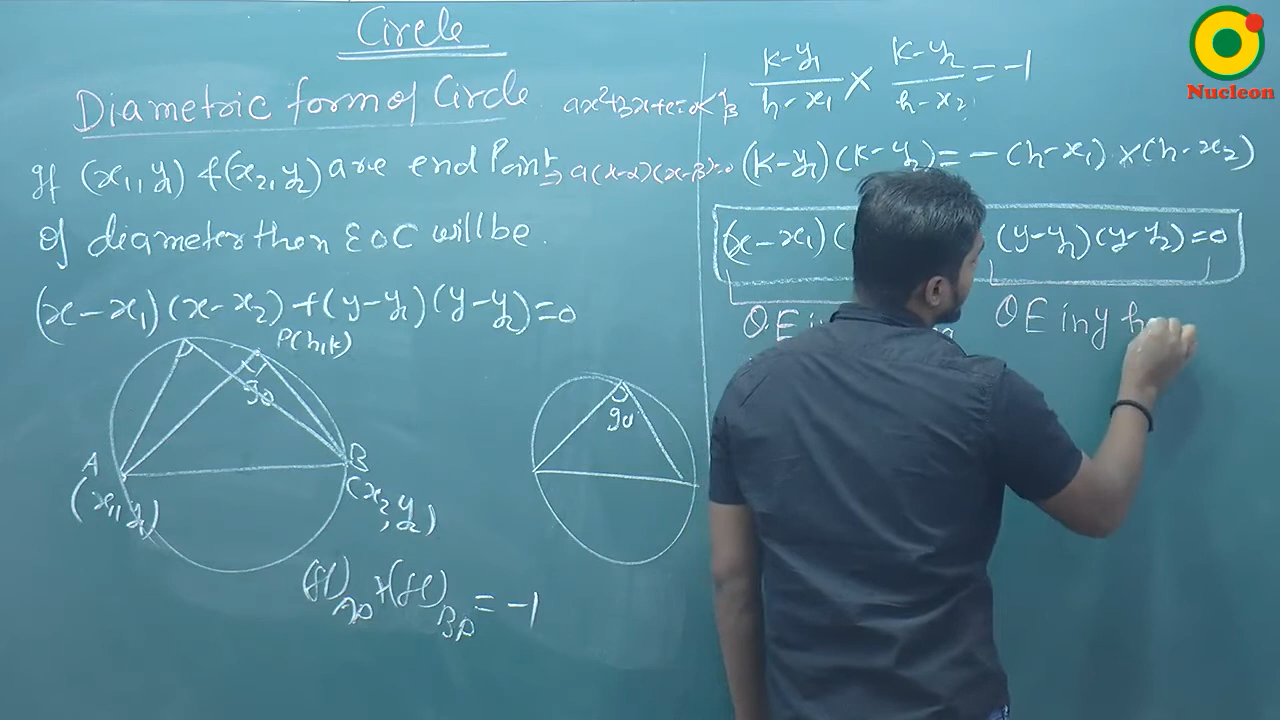 Circle
Diametric form of Circle
If (x₁, y₁) & (x₂, y₂) are end Point
of diameter then EOC will be.
(x - x₁)(x - x₂) + (y - y₁)(y - y₂) = 0
P(h, k)
90
A
(x₁, y₁)
B
(x₂, y₂)
AP
BP = -1
90
ax²+bx+c=0 < α β
⇒ a(x-α)(x-β)=0
(k-y₁)/(h-x₁) × (k-y₂)/(h-x₂) = -1
(k-y₁)(k-y₂) = -(h-x₁) × (h-x₂)
(x-x₁)( (y-y₁)(y-y₂)=0
QE in y h
Nucleon